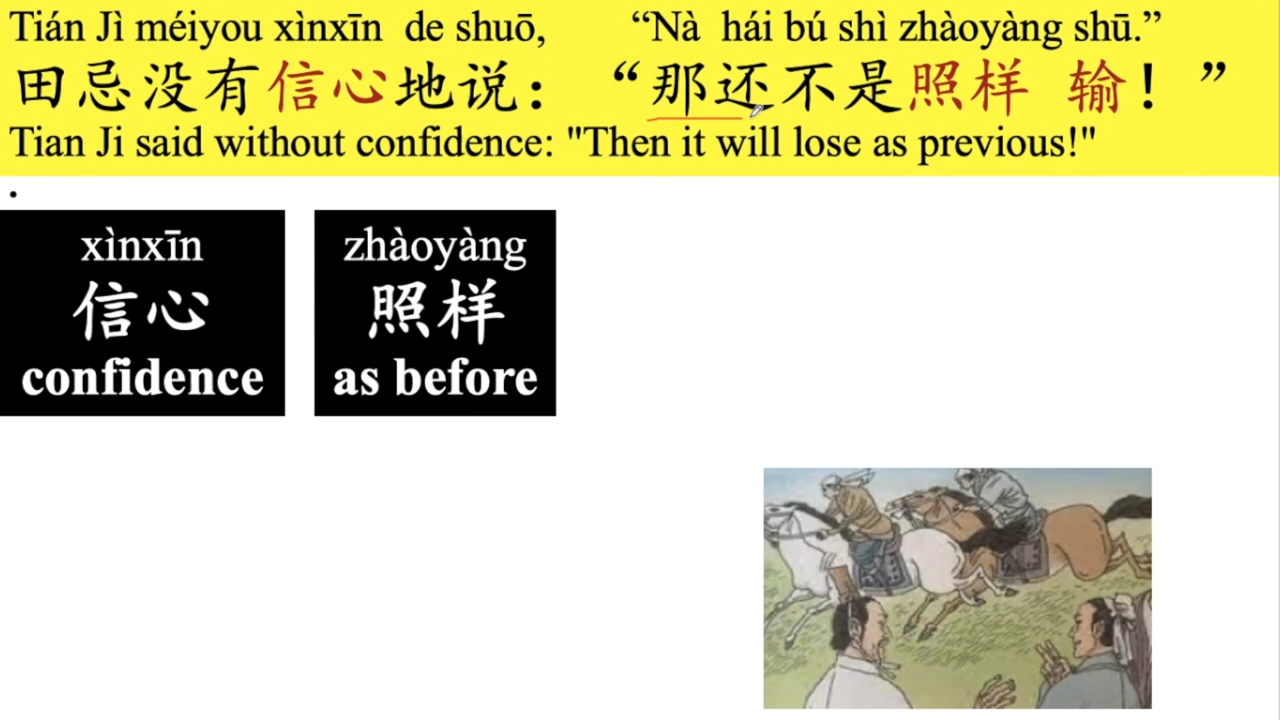 Tián Jì méiyou xìnxīn de shuō, “Nà hái bú shì zhàoyàng shū.”
田忌没有信心地说：“那还不是照样 输！”
Tian Ji said without confidence: "Then it will lose as previous!"
.
xìnxīn
信心
confidence
zhàoyàng
照样
as before